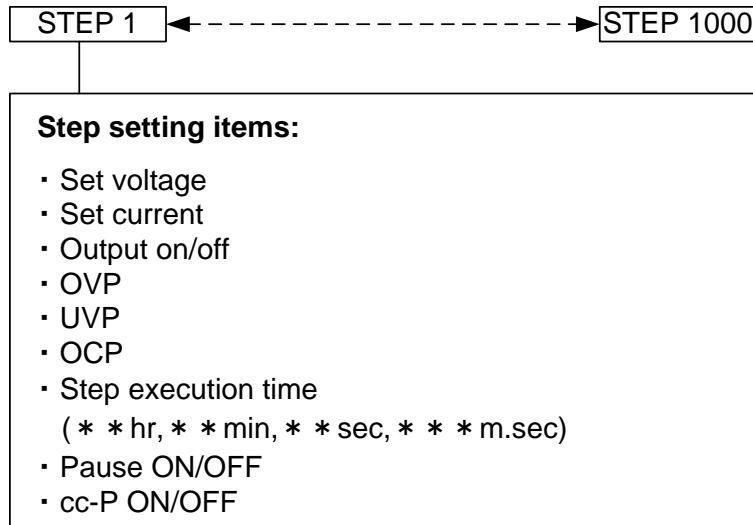 STEP 1 STEP 1000
Step setting items:
・Set voltage
・Set current
・Output on/off
・OVP
・UVP
・OCP
・Step execution time
(＊＊hr,＊＊min,＊＊sec,＊＊＊m.sec)
・Pause ON/OFF
・cc-P ON/OFF